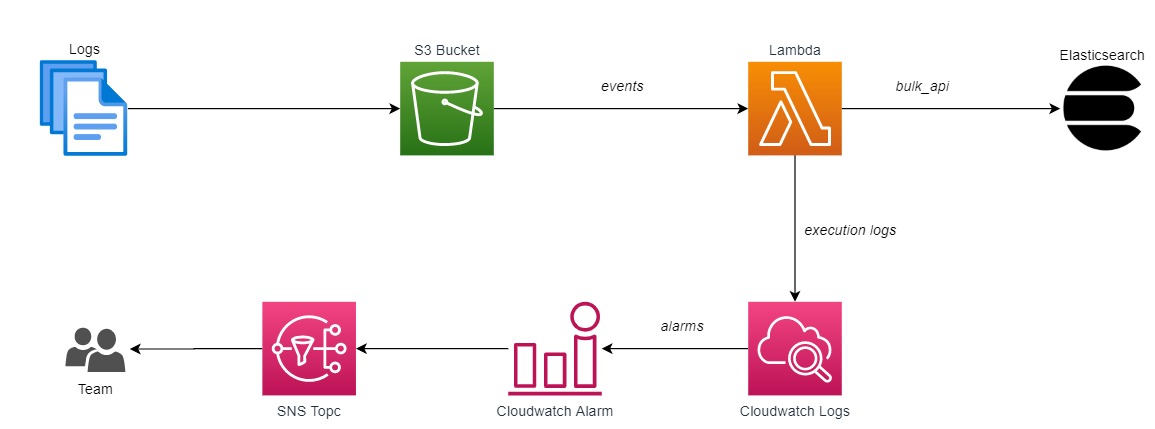 Logs
S3 Bucket
Lambda
Elasticsearch
events
bulk_api
execution logs
alarms
Team
SNS Topc
Cloudwatch Alarm
Cloudwatch Logs